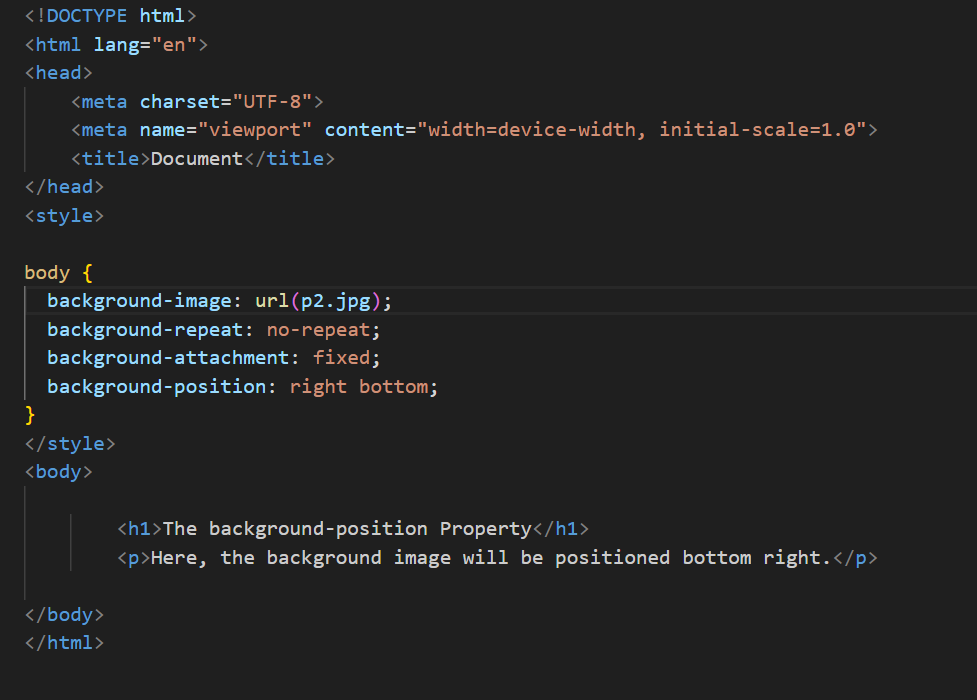 <!DOCTYPE html>
<html lang="en">
<head>
    <meta charset="UTF-8">
    <meta name="viewport" content="width=device-width, initial-scale=1.0">
    <title>Document</title>
</head>
<style>
body {
  background-image: url(p2.jpg);
  background-repeat: no-repeat;
  background-attachment: fixed;
  background-position: right bottom;
}
</style>
<body>
        <h1>The background-position Property</h1>
        <p>Here, the background image will be positioned bottom right.</p>
</body>
</html>